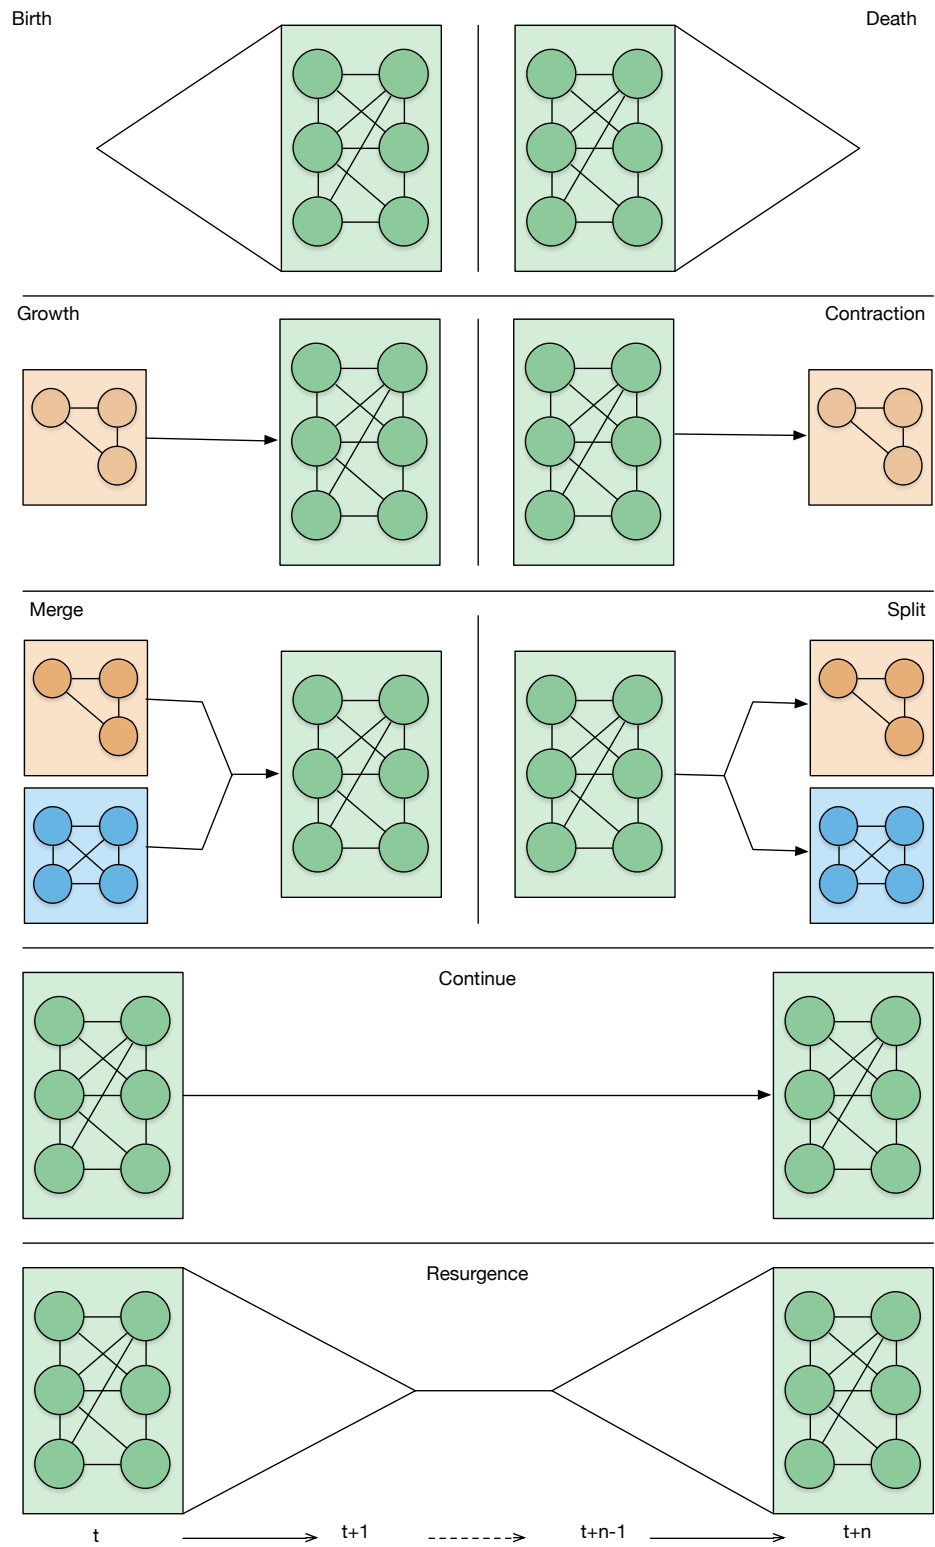 Birth
Death
Growth
Contraction
Merge
Split
Continue
Resurgence
t
t+1
t+n-1
t+n